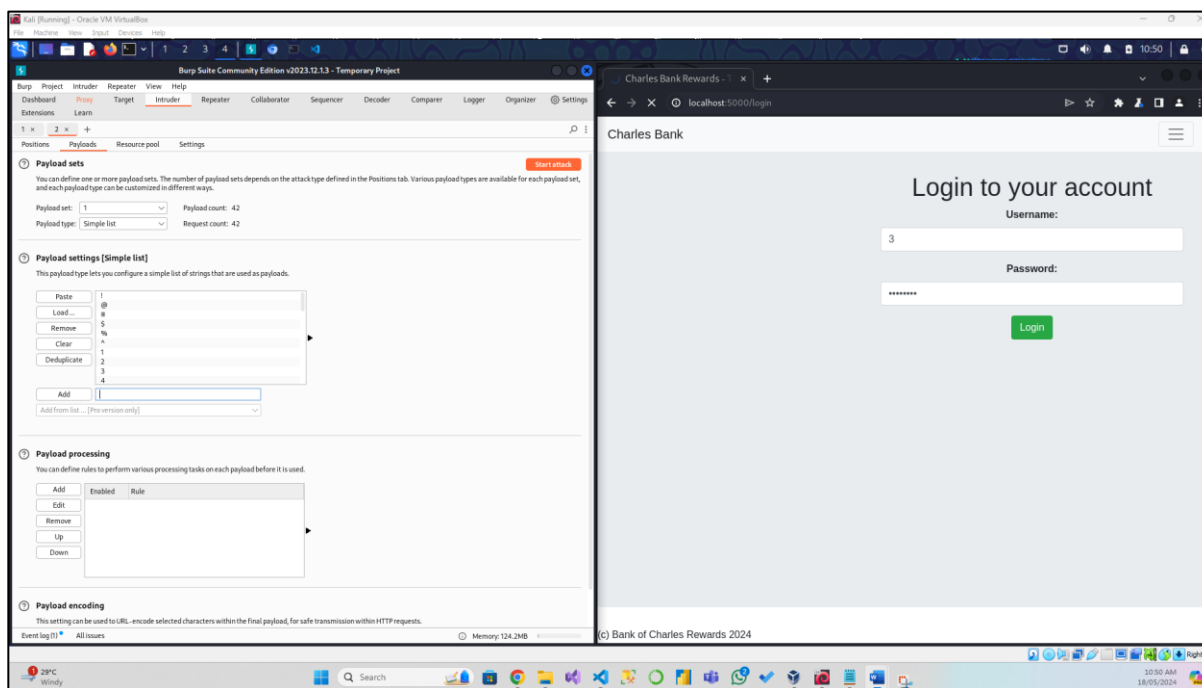 Kali [Running] - Oracle VM VirtualBox
File Machine View Input Devices Help
1 2 3 4
10:50
Burp Suite Community Edition v2023.12.1.3 - Temporary Project
Burp Project Intruder Repeater View Help
Dashboard Proxy Target Intruder Repeater Collaborator Sequencer Decoder Comparer Logger Organizer Settings
Extensions Learn
1 × 2 × +
Positions Payloads Resource pool Settings
Payload sets
Start attack
You can define one or more payload sets. The number of payload sets depends on the attack type defined in the Positions tab. Various payload types are available for each payload set,
and each payload type can be customized in different ways.
Payload set: 1 Payload count: 42
Payload type: Simple list Request count: 42
Payload settings [Simple list]
This payload type lets you configure a simple list of strings that are used as payloads.
Paste
Load...
Remove
Clear
Deduplicate
!
@
#
$
%
^
1
2
3
4
Add
Add from list ... [Pro version only]
Payload processing
You can define rules to perform various processing tasks on each payload before it is used.
Add
Edit
Remove
Up
Down
Enabled Rule
Payload encoding
This setting can be used to URL-encode selected characters within the final payload, for safe transmission within HTTP requests.
Event log (1) All issues
Memory: 124.2MB
Charles Bank Rewards - T × +
localhost:5000/login
Charles Bank
Login to your account
Username:
3
Password:
••••••••
Login
(c) Bank of Charles Rewards 2024
Right
1
29°C
Windy
Search
10:50 AM
18/05/2024